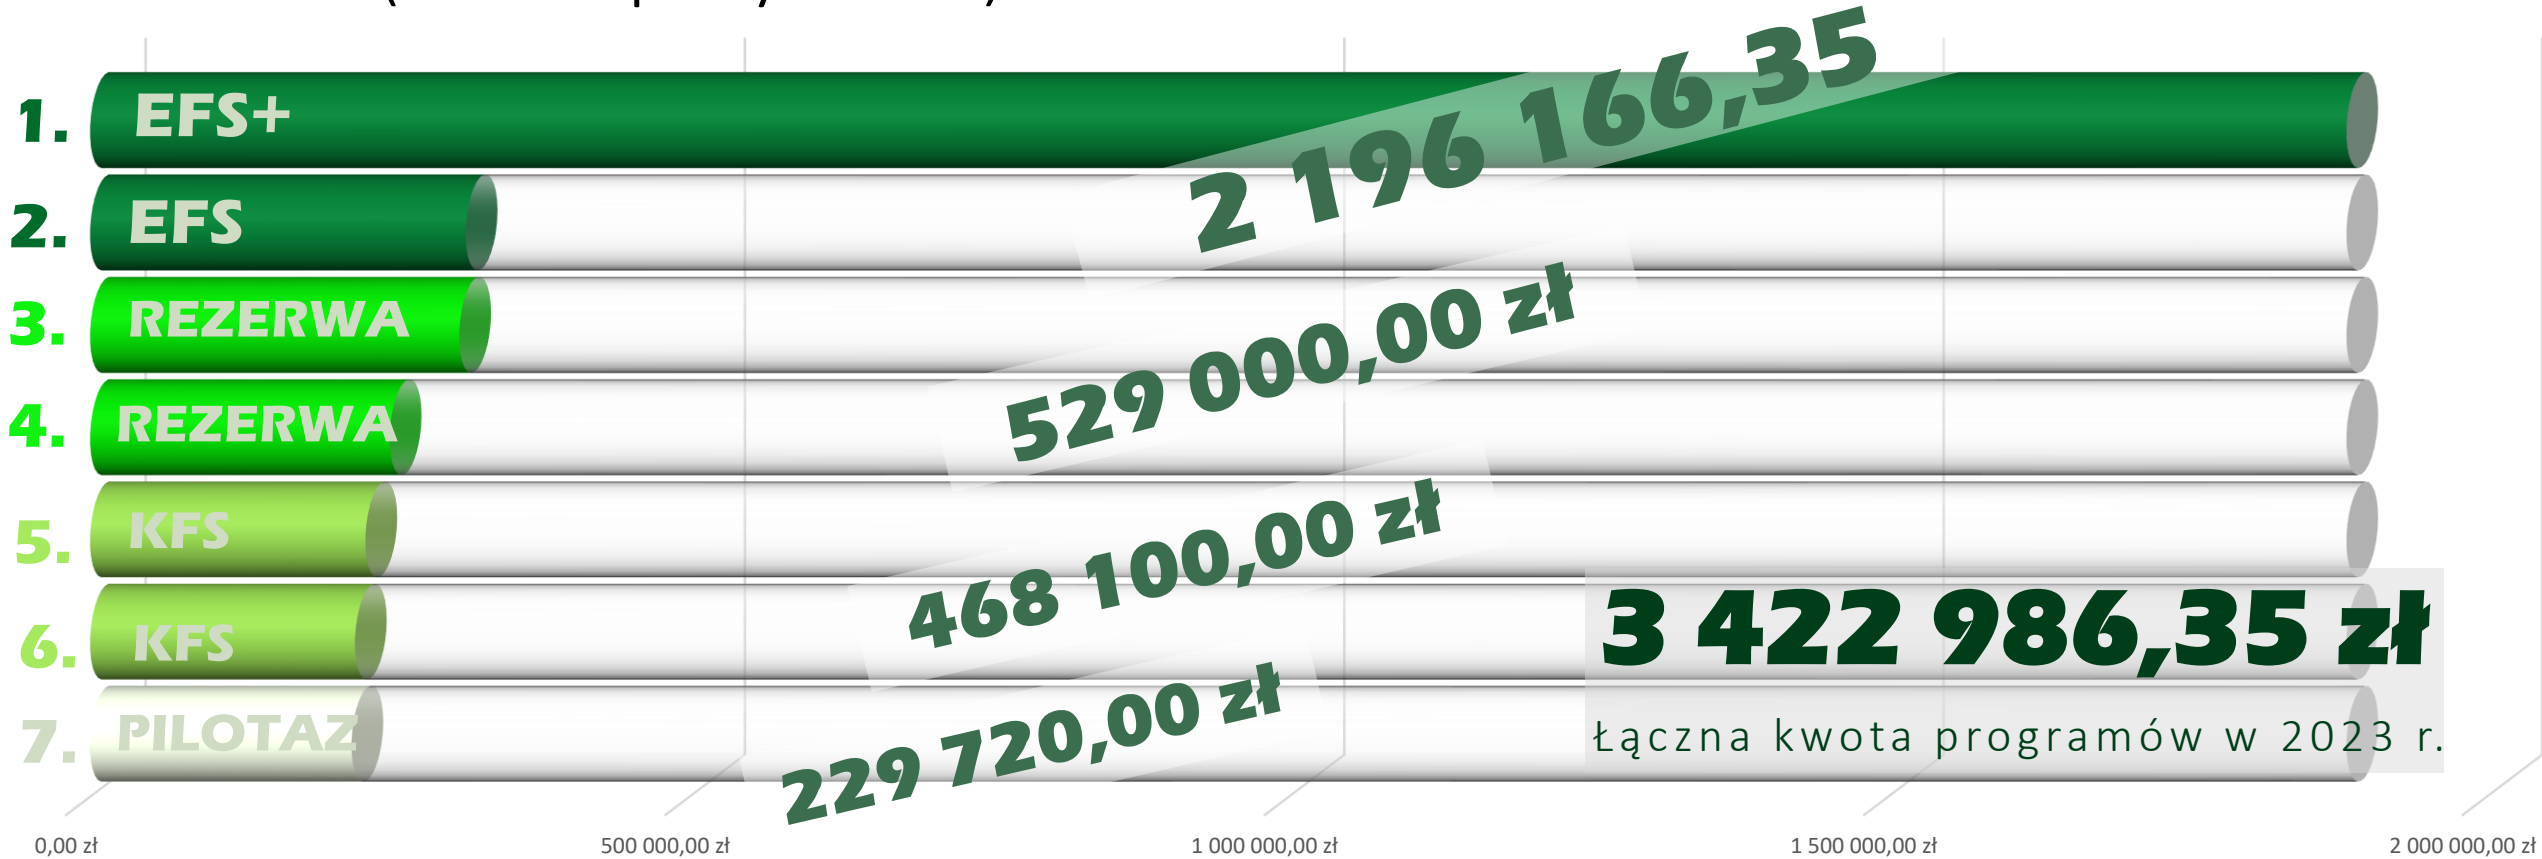 1. EFS+
2. EFS
3. REZERWA
4. REZERWA
5. KFS
6. KFS
7. PILOTAŻ
2 196 166,35
529 000,00 zł
468 100,00 zł
229 720,00 zł
3 422 986,35 zł
Łączna kwota programów w 2023 r.
0,00 zł
500 000,00 zł
1 000 000,00 zł
1 500 000,00 zł
2 000 000,00 zł